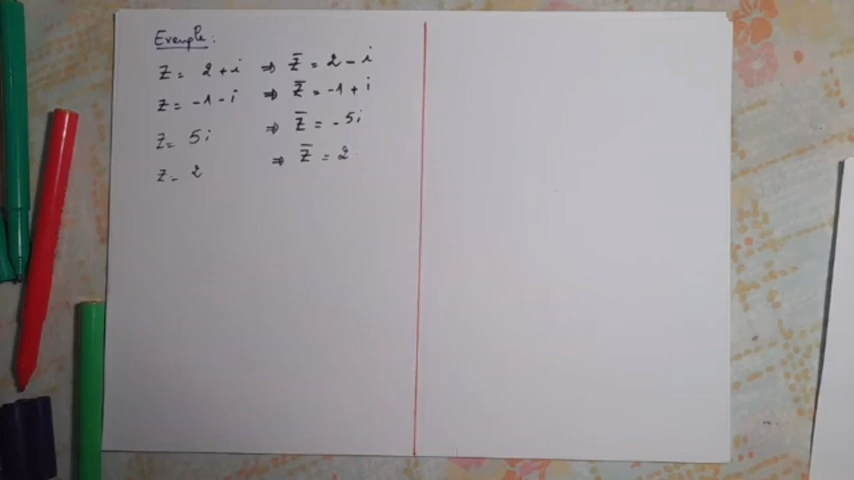 Exemple:
z = 2 + i ⇒ z̄ = 2 - i
z = -1 - i ⇒ z̄ = -1 + i
z = 5i ⇒ z̄ = -5i
z = 2 ⇒ z̄ = 2